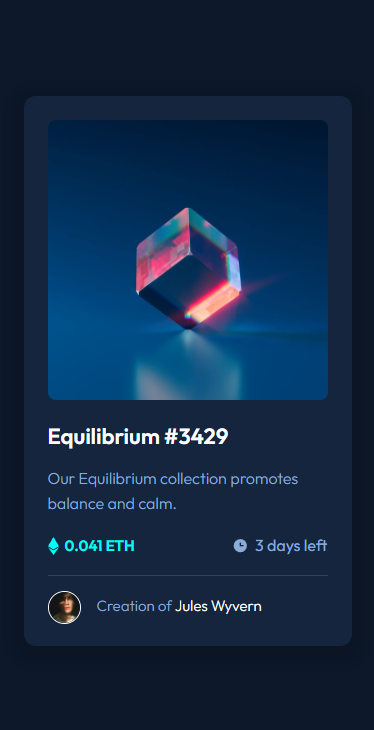 Equilibrium #3429
Our Equilibrium collection promotes
balance and calm.
0.041 ETH
3 days left
Creation of Jules Wyvern